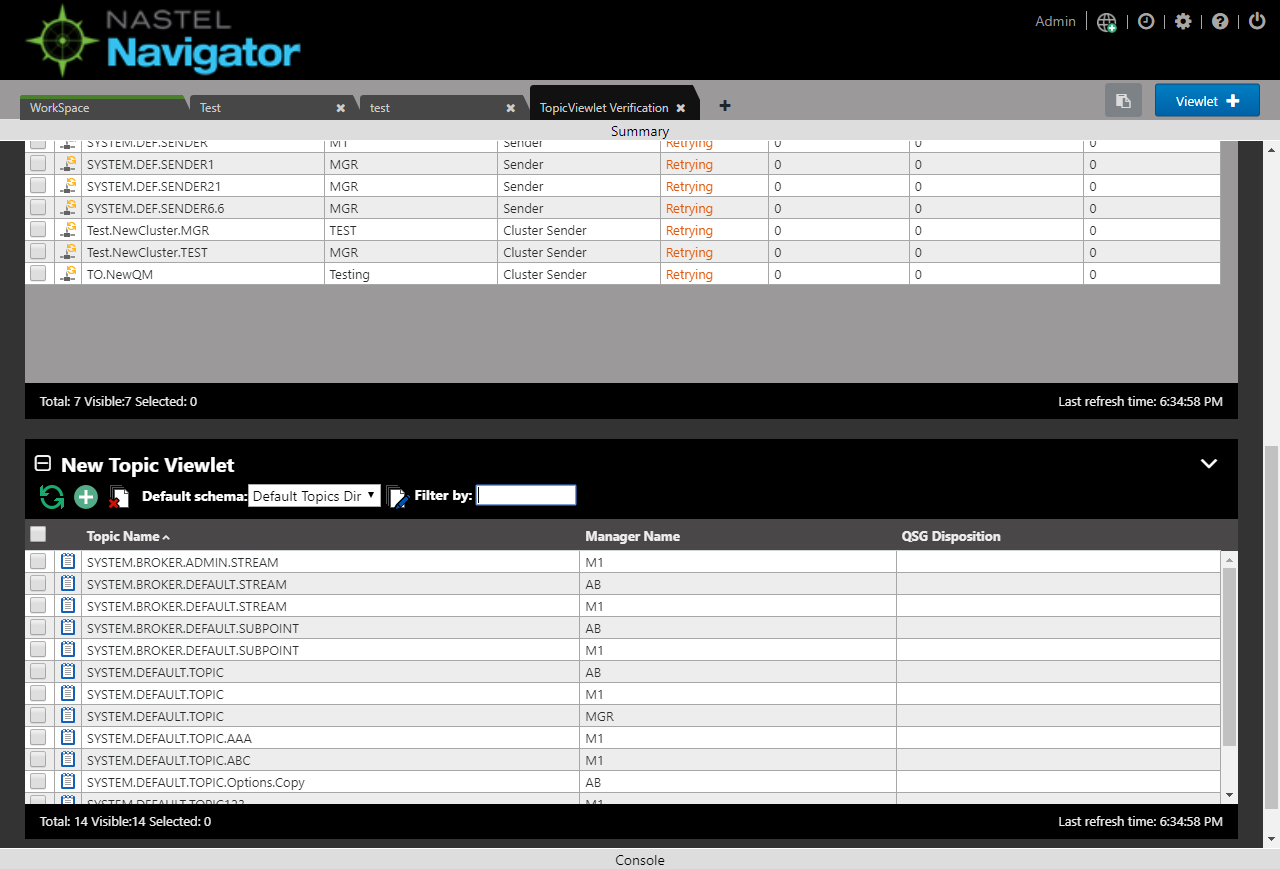 NASTEL
Navigator
Admin
WorkSpace
Test
test
TopicViewlet Verification
Viewlet
Summary
SYSTEM.DEF.SENDER M1 Sender Retrying 0 0 0
SYSTEM.DEF.SENDER1 MGR Sender Retrying 0 0 0
SYSTEM.DEF.SENDER21 MGR Sender Retrying 0 0 0
SYSTEM.DEF.SENDER6.6 MGR Sender Retrying 0 0 0
Test.NewCluster.MGR TEST Cluster Sender Retrying 0 0 0
Test.NewCluster.TEST MGR Cluster Sender Retrying 0 0 0
TO.NewQM Testing Cluster Sender Retrying 0 0 0
Total: 7 Visible:7 Selected: 0 Last refresh time: 6:34:58 PM
New Topic Viewlet
Default schema: Default Topics Dir Filter by:
Topic Name Manager Name QSG Disposition
SYSTEM.BROKER.ADMIN.STREAM M1
SYSTEM.BROKER.DEFAULT.STREAM AB
SYSTEM.BROKER.DEFAULT.STREAM M1
SYSTEM.BROKER.DEFAULT.SUBPOINT AB
SYSTEM.BROKER.DEFAULT.SUBPOINT M1
SYSTEM.DEFAULT.TOPIC AB
SYSTEM.DEFAULT.TOPIC M1
SYSTEM.DEFAULT.TOPIC MGR
SYSTEM.DEFAULT.TOPIC.AAA M1
SYSTEM.DEFAULT.TOPIC.ABC M1
SYSTEM.DEFAULT.TOPIC.Options.Copy AB
SYSTEM.DEFAULT.TOPIC123 M1
Total: 14 Visible:14 Selected: 0 Last refresh time: 6:34:58 PM
Console